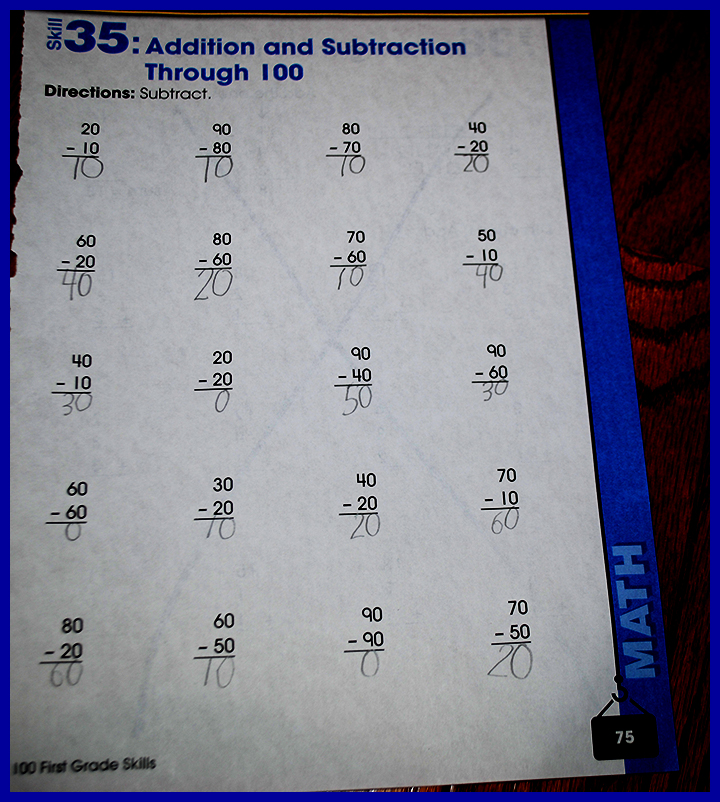 Skill 35: Addition and Subtraction
Through 100
Directions: Subtract.
20 90 80 40
- 10 - 80 - 70 - 20
10 10 10 20
60 80 70 50
- 20 - 60 - 60 - 10
40 20 10 40
40 20 90 90
- 10 - 20 - 40 - 60
30 0 50 30
60 30 40 70
- 60 - 20 - 20 - 10
0 10 20 60
80 60 90 70
- 20 - 50 - 90 - 50
60 10 0 20
MATH
75
100 First Grade Skills